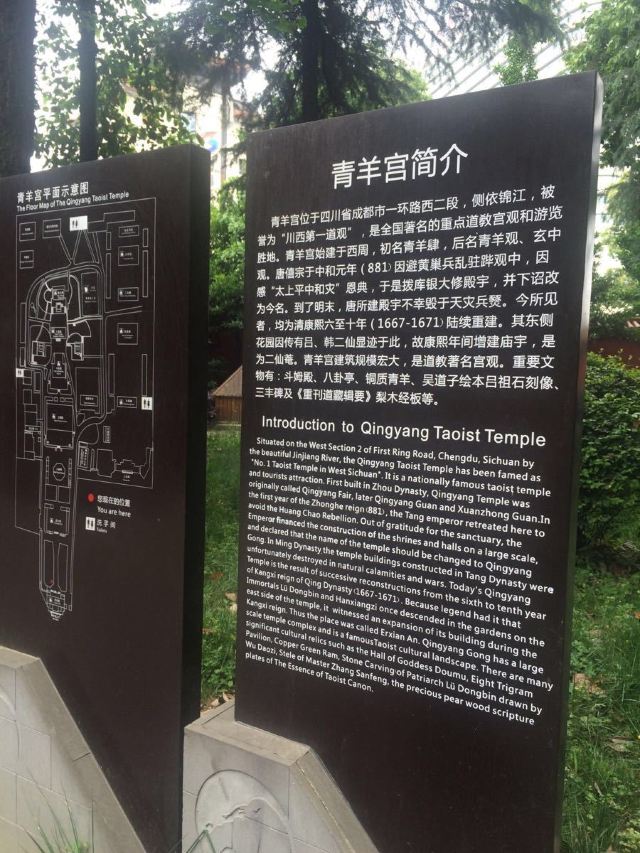 青羊宫平面示意图
The Floor Map of The Qingyang Taoist Temple
您现在的位置
You are here
洗手间
Toilets
青羊宫简介
青羊宫位于四川省成都市一环路西二段，侧依锦江，被
誉为“川西第一道观”，是全国著名的重点道教宫观和游览
胜地。青羊宫始建于西周，初名青羊肆，后名青羊观、玄中
观。唐僖宗于中和元年（881）因避黄巢兵乱驻跸观中，因
感“太上平中和灾”恩典，于是拨库银大修殿宇，并下诏改
为今名。到了明末，唐所建殿宇不幸毁于天灾兵燹。今所见
者，均为清康熙六至十年（1667-1671）陆续重建。其东侧
花园因传有吕、韩二仙显迹于此，故康熙年间增建庙宇，是
为二仙菴。青羊宫建筑规模宏大，是道教著名宫观。重要文
物有：斗姆殿、八卦亭、铜质青羊、吴道子绘本吕祖石刻像、
三丰碑及《重刊道藏辑要》梨木经板等。
Introduction to Qingyang Taoist Temple
Situated on the West Section 2 of First Ring Road, Chengdu, Sichuan by
the beautiful Jinjiang River, the Qingyang Taoist Temple has been famed as
"No. 1 Taoist Temple in West Sichuan". It is a nationally famous taoist temple
and tourists attraction. First built in Zhou Dynasty, Qingyang Temple was
originally called Qingyang Fair, later Qingyang Guan and Xuanzhong Guan.In
the first year of the Zhonghe reign (881), the Tang emperor retreated here to
avoid the Huang Chao Rebellion. Out of gratitude for the sanctuary, the
Emperor financed the construction of the shrines and halls on a large scale,
and declared that the name of the temple should be changed to Qingyang
Gong. In Ming Dynasty the temple buildings constructed in Tang Dynasty were
unfortunately destroyed in natural calamities and wars. Today's Qingyang
Temple is the result of successive reconstructions from the sixth to tenth year
of Kangxi reign of Qing Dynasty (1667-1671). Because legend had it that
Immortals Lü Dongbin and Hanxiangzi once descended in the gardens on the
east side of the temple, it witnessed an expansion of its building during the
Kangxi reign. Thus the place was called Erxian An. Qingyang Gong has a large
scale temple complex and is a famousTaoist cultural landscape. There are many
significant cultural relics such as the Hall of Goddess Doumu, Eight Trigram
Pavilion, Copper Green Ram, Stone Carving of Patriarch Lü Dongbin drawn by
Wu Daozi, Stele of Master Zhang Sanfeng, the precious pear wood scripture
plates of The Essence of Taoist Canon.